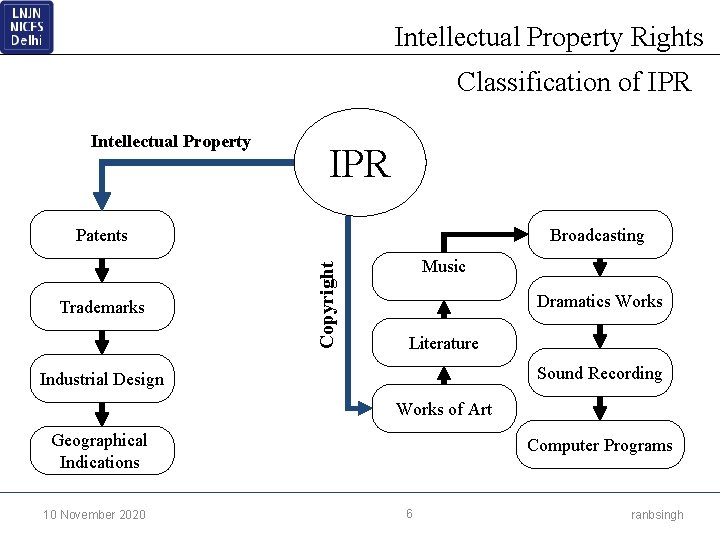 LNJN
NICFS
Delhi
Intellectual Property Rights
Classification of IPR
Intellectual Property
IPR
Patents
Trademarks
Industrial Design
Geographical
Indications
Copyright
Music
Literature
Works of Art
Broadcasting
Dramatics Works
Sound Recording
Computer Programs
10 November 2020
6
ranbsingh